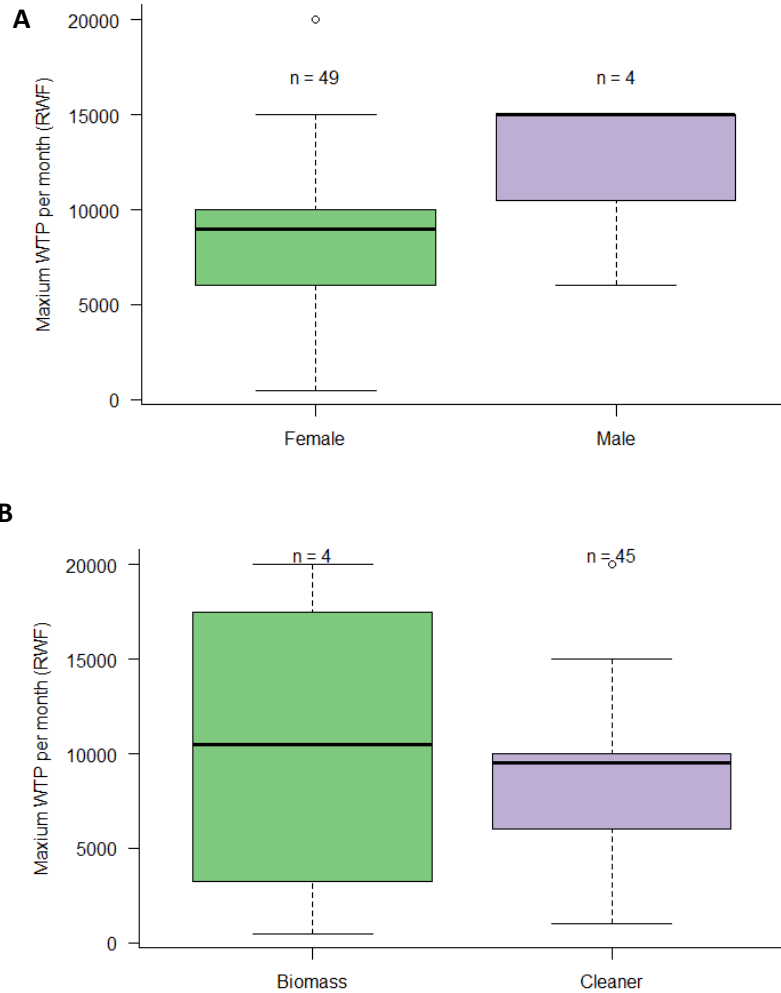 A
Maxium WTP per month (RWF)
20000
15000
10000
5000
0
n = 49
n = 4
Female
Male
B
Maxium WTP per month (RWF)
20000
15000
10000
5000
0
n = 4
n = 45
Biomass
Cleaner